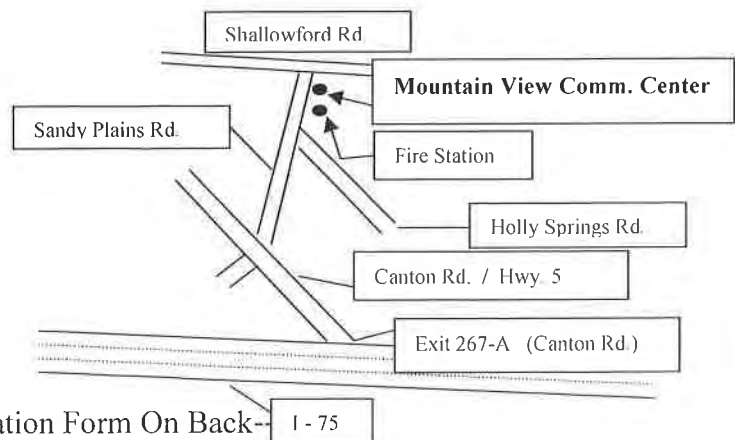 Shallowford Rd.
Mountain View Comm. Center
Sandy Plains Rd.
Fire Station
Holly Springs Rd.
Canton Rd. / Hwy. 5
Exit 267-A (Canton Rd.)
ation Form On Back--
I - 75